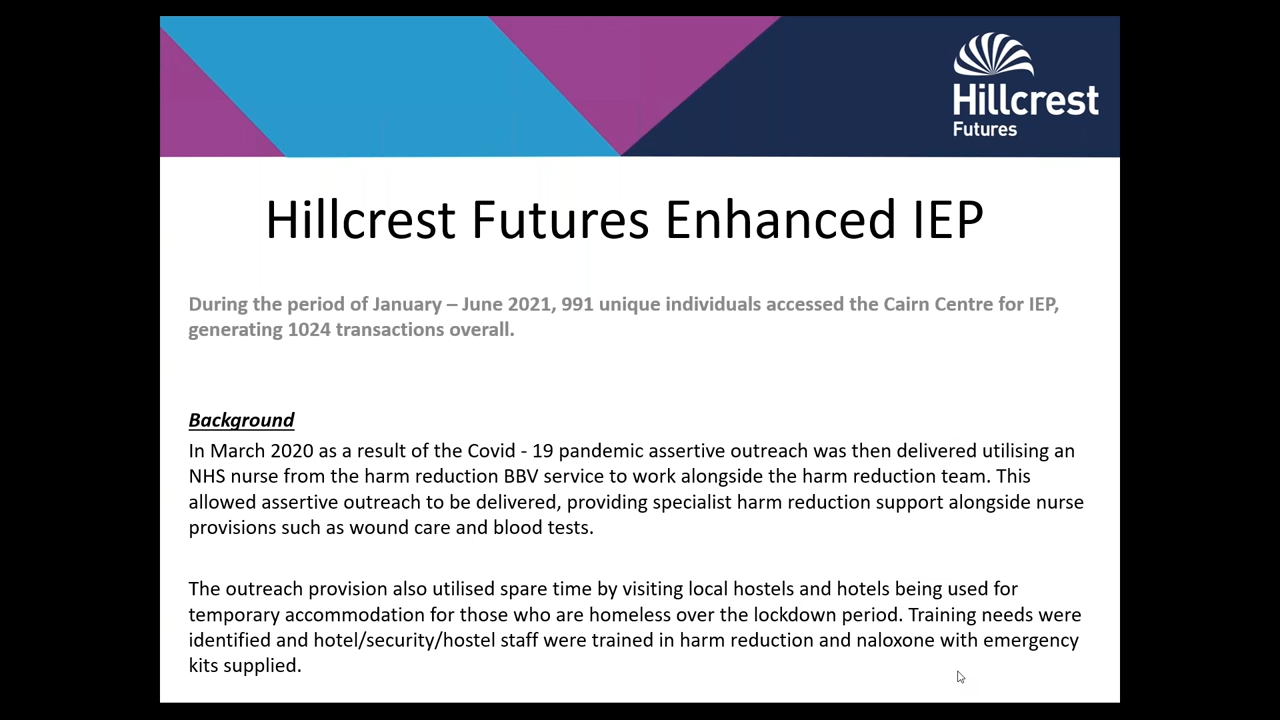 Hillcrest
Futures
Hillcrest Futures Enhanced IEP
During the period of January – June 2021, 991 unique individuals accessed the Cairn Centre for IEP,
generating 1024 transactions overall.
Background
In March 2020 as a result of the Covid - 19 pandemic assertive outreach was then delivered utilising an
NHS nurse from the harm reduction BBV service to work alongside the harm reduction team. This
allowed assertive outreach to be delivered, providing specialist harm reduction support alongside nurse
provisions such as wound care and blood tests.
The outreach provision also utilised spare time by visiting local hostels and hotels being used for
temporary accommodation for those who are homeless over the lockdown period. Training needs were
identified and hotel/security/hostel staff were trained in harm reduction and naloxone with emergency
kits supplied.